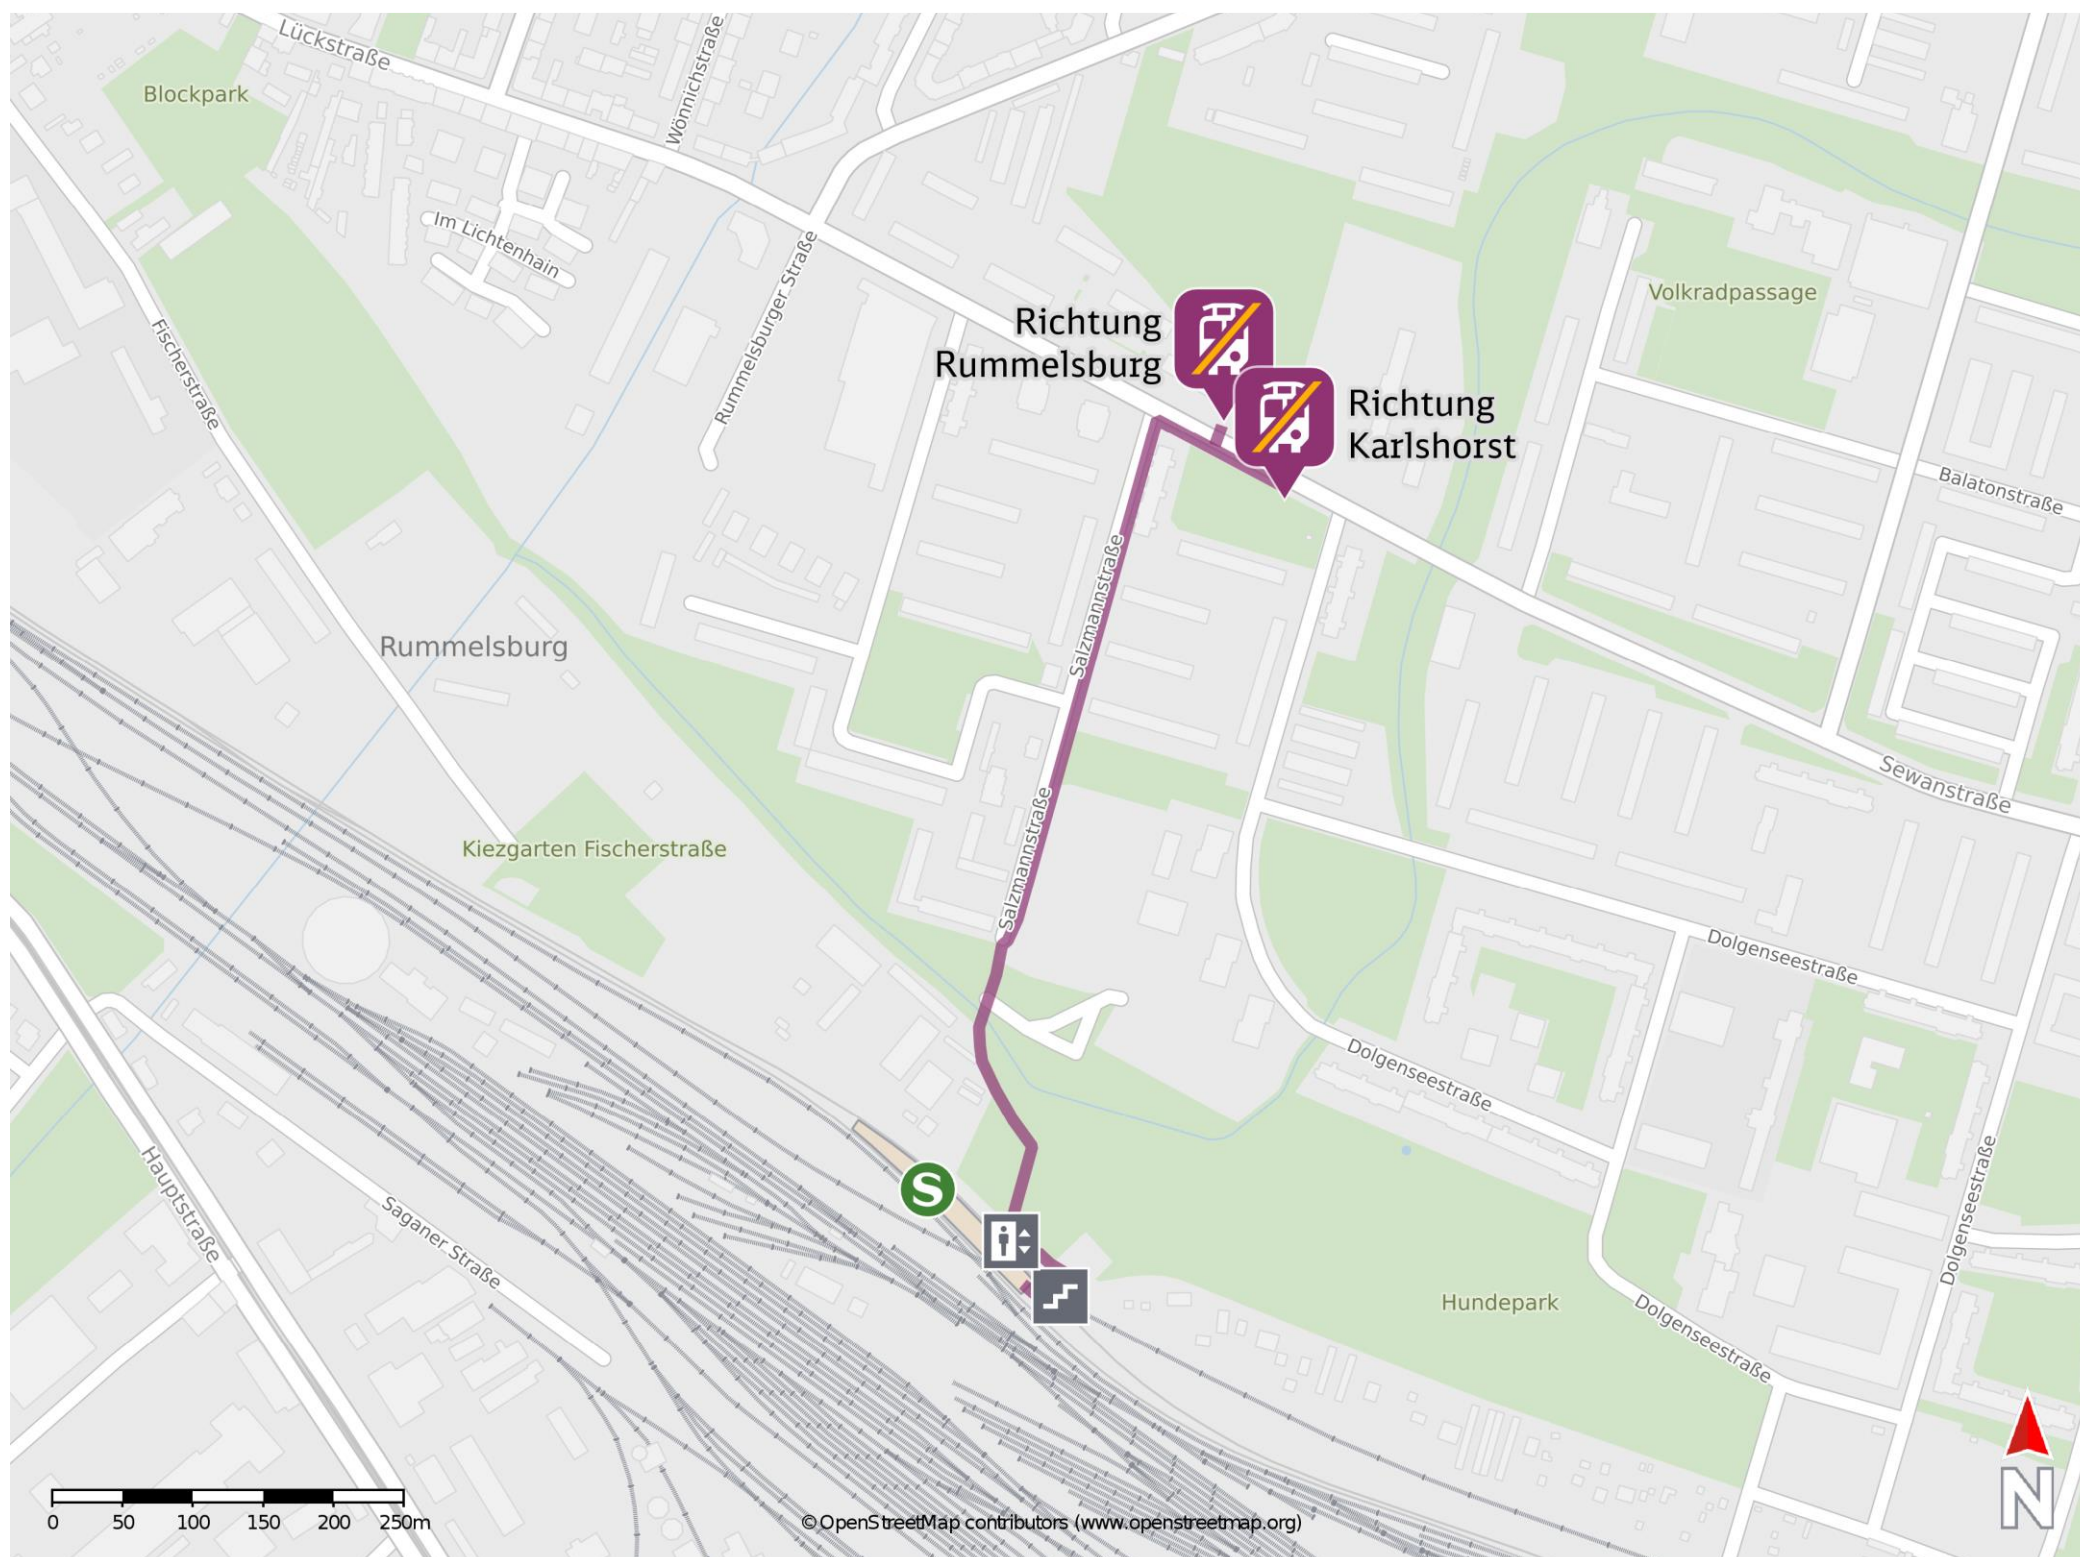 Lückstraße
Wönnichstraße
Blockpark
Im Lichtenhain
Rummelsburger Straße
Fischerstraße
Volkradpassage
Richtung
Rummelsburg
Richtung
Karlshorst
Balatonstraße
Salzmannstraße
Rummelsburg
Sewanstraße
Kiezgarten Fischerstraße
Salzmannstraße
Dolgenseestraße
Dolgenseestraße
Hauptstraße
Saganer Straße
S
Dolgenseestraße
Hundepark
Dolgenseestraße
N
0 50 100 150 200 250m
©OpenStreetMap contributors (www.openstreetmap.org)